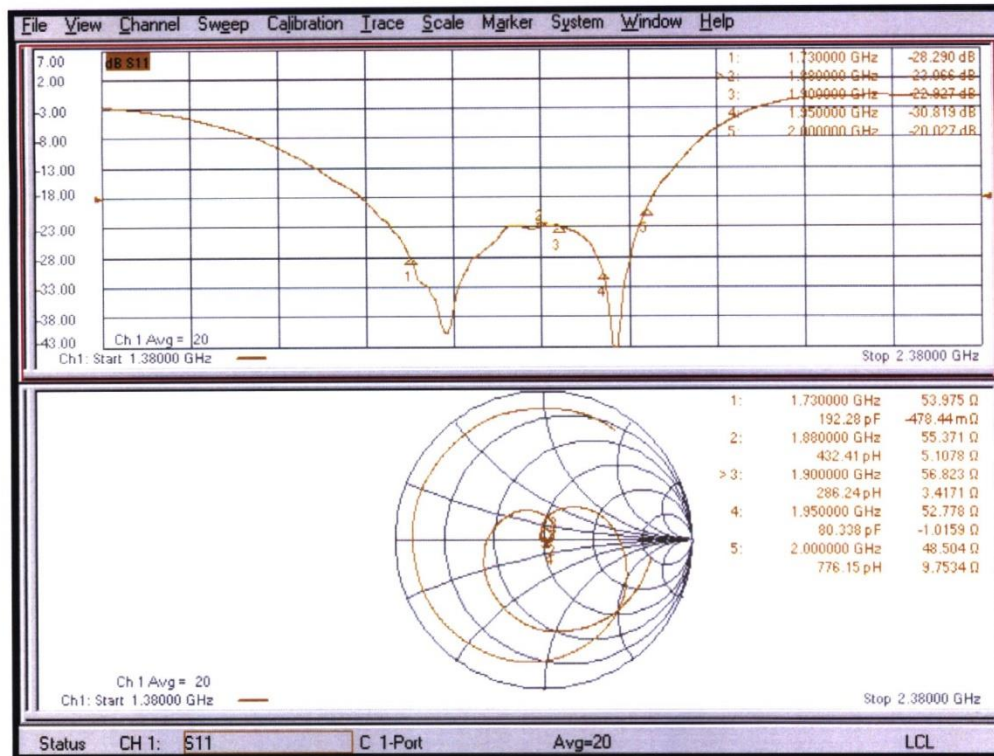 File View Channel Sweep Calibration Trace Scale Marker System Window Help
7.00
2.00
-3.00
-8.00
-13.00
-18.00
-23.00
-28.00
-33.00
-38.00
-43.00
dB S11
1: 1.730000 GHz -28.290 dB
> 2: 1.880000 GHz -23.066 dB
3: 1.900000 GHz -22.927 dB
4: 1.950000 GHz -30.819 dB
5: 2.000000 GHz -20.027 dB
1
2
3
4
5
Ch 1 Avg = 20
Ch1: Start 1.38000 GHz
Stop 2.38000 GHz
1: 1.730000 GHz 53.975 Ω
192.28 pF -478.44 mΩ
2: 1.880000 GHz 55.371 Ω
432.41 pH 5.1078 Ω
> 3: 1.900000 GHz 56.823 Ω
286.24 pH 3.4171 Ω
4: 1.950000 GHz 52.778 Ω
80.338 pF -1.0159 Ω
5: 2.000000 GHz 48.504 Ω
776.15 pH 9.7534 Ω
Ch 1 Avg = 20
Ch1: Start 1.38000 GHz
Stop 2.38000 GHz
Status CH 1: S11 C 1-Port Avg=20 LCL